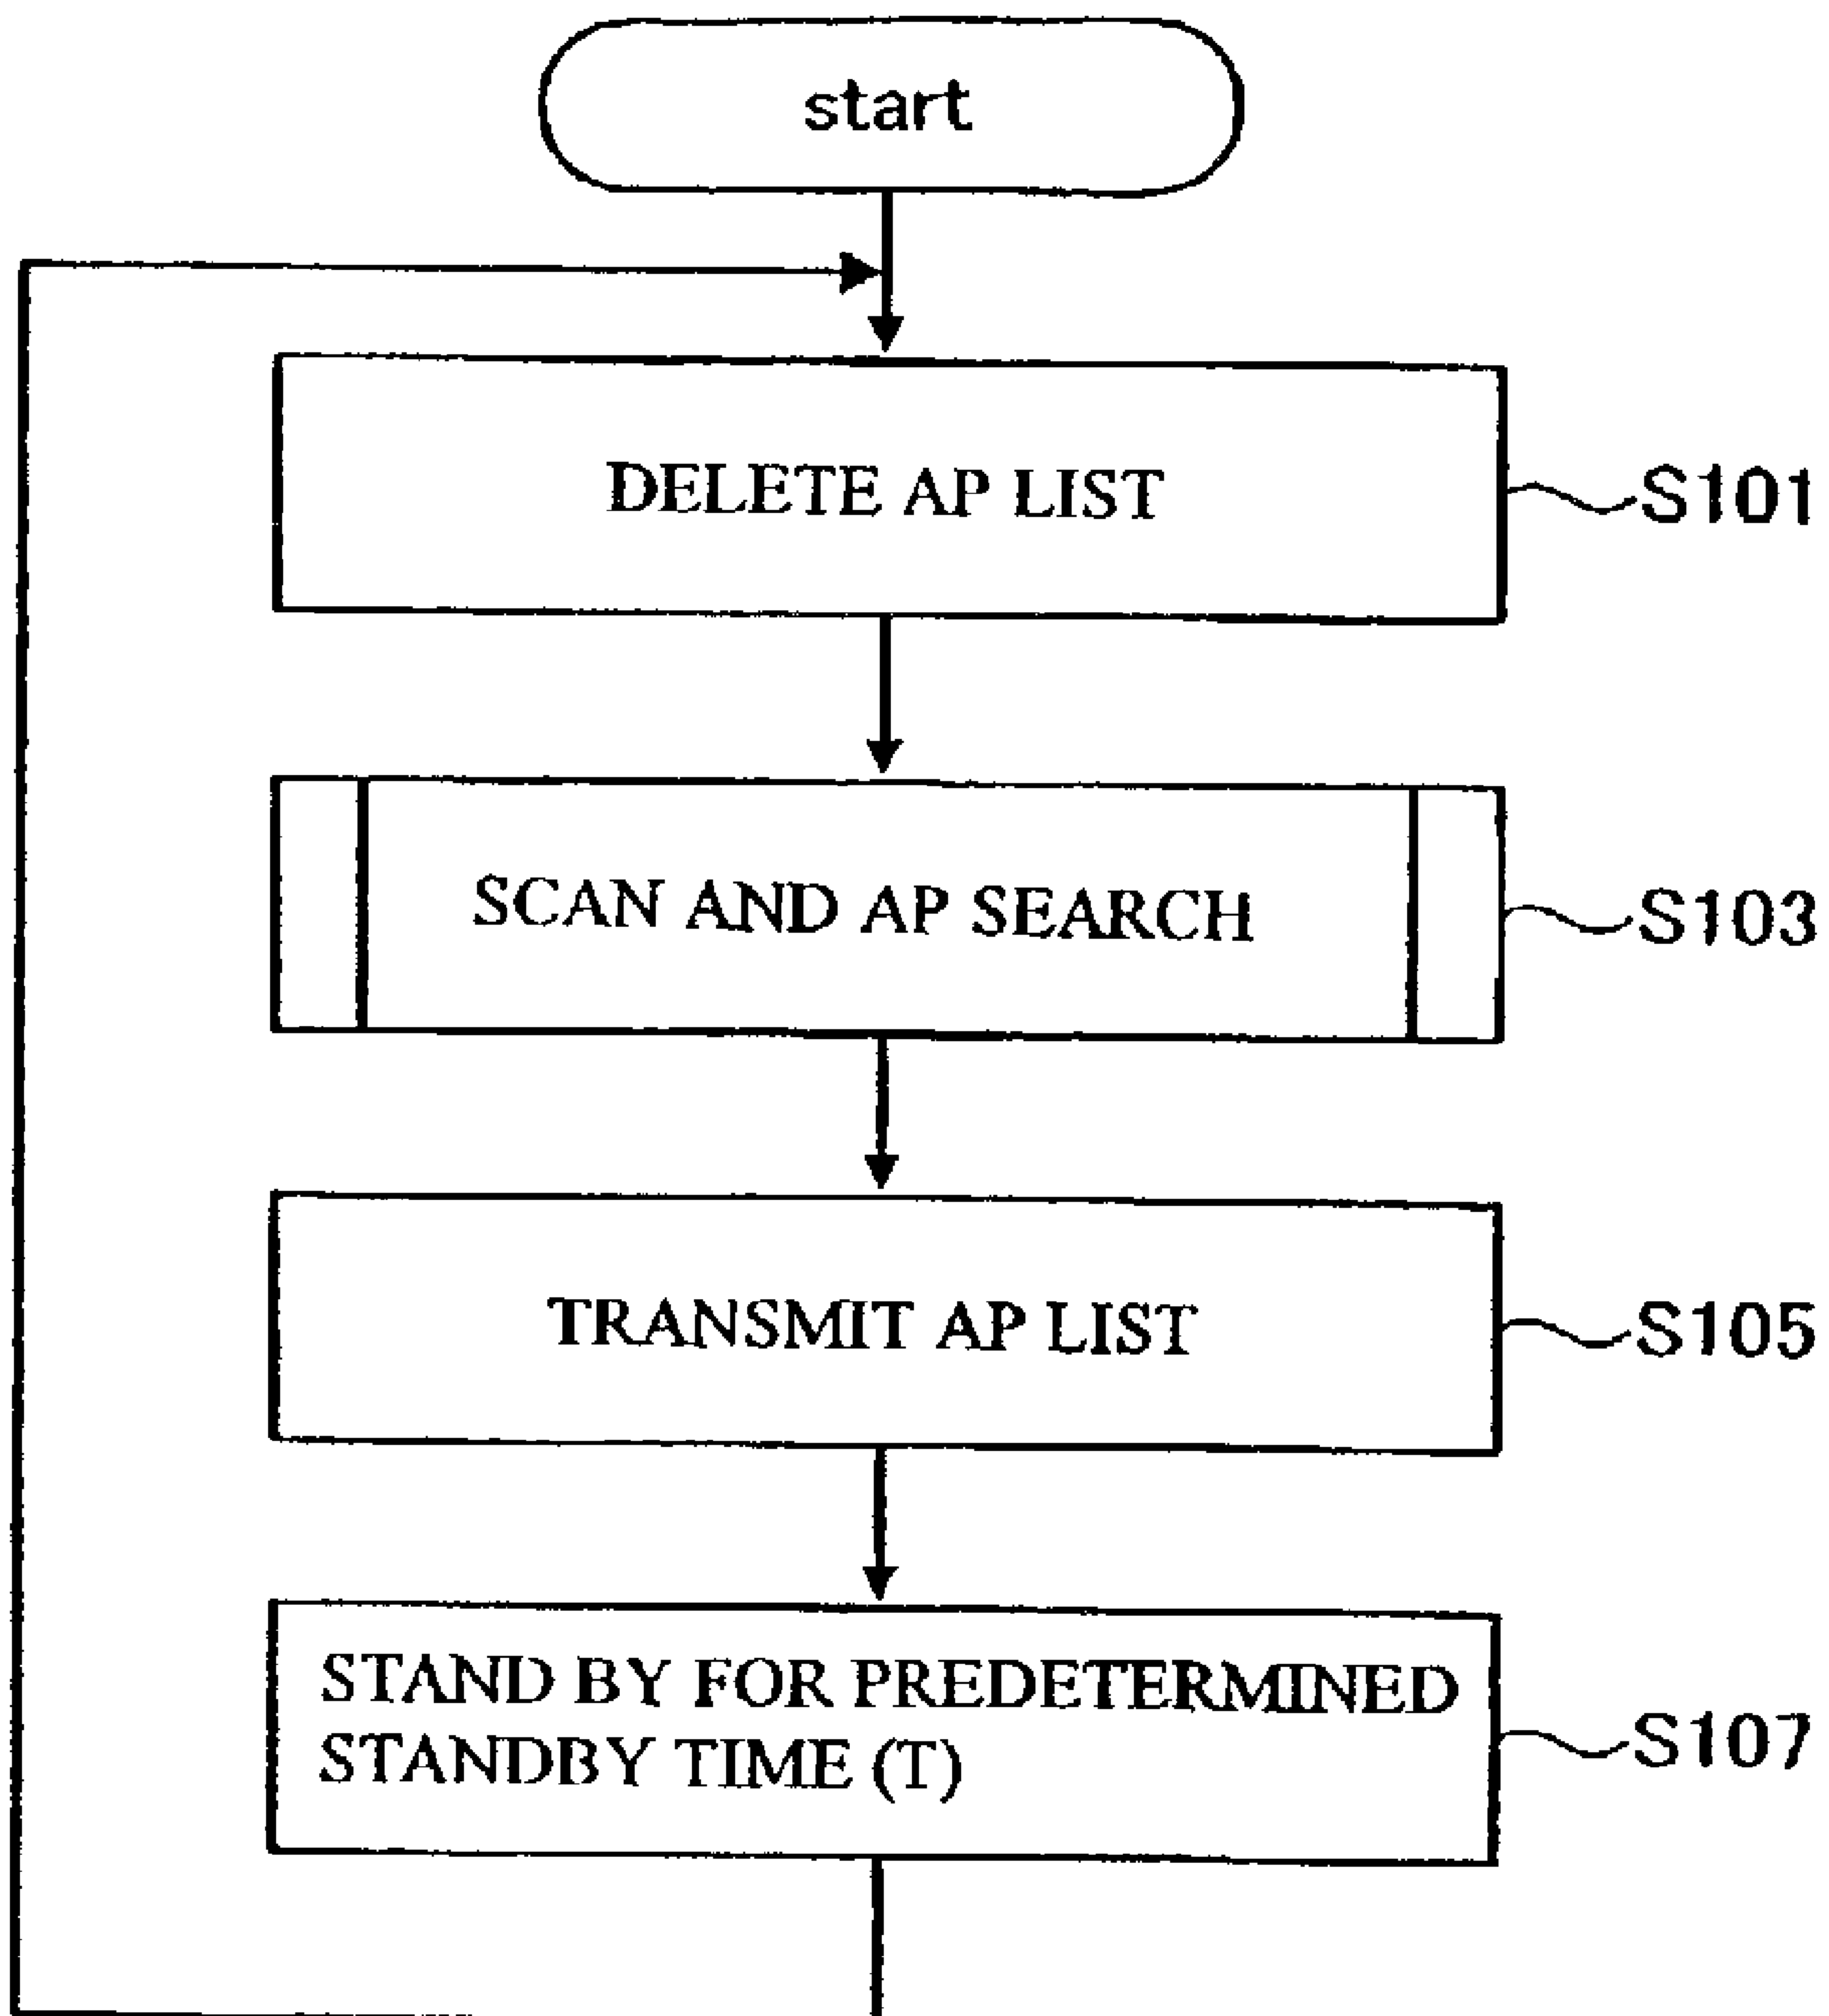 start
DELETE AP LIST
S101
SCAN AND AP SEARCH
S103
TRANSMIT AP LIST
S105
STAND BY FOR PREDETERMINED
STANDBY TIME (T)
S107